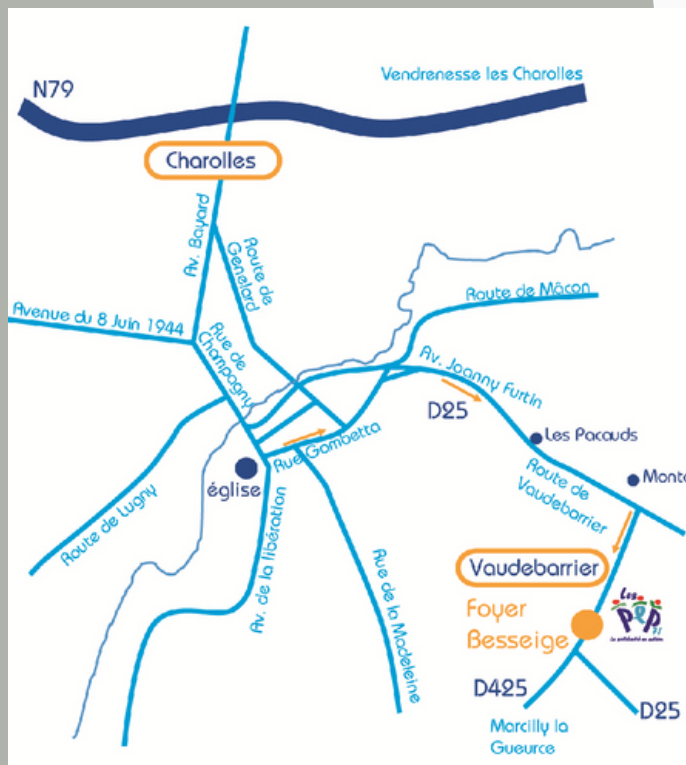 N79
Vendrenesse les Charolles
Charolles
Av. Bayard
Route de
Genelard
Avenue du 8 Juin 1944
Rue de
Champagny
Route de Mâcon
Av. Joanny Furtin
D25
Les Pacauds
Rue Gambetta
église
Route de
Vaudebarrier
Route de Lugny
Av. de la libération
Rue de la Madeleine
Vaudebarrier
Foyer
Besseige
Les
PEP
D425
D25
Marcilly la
Gueurce